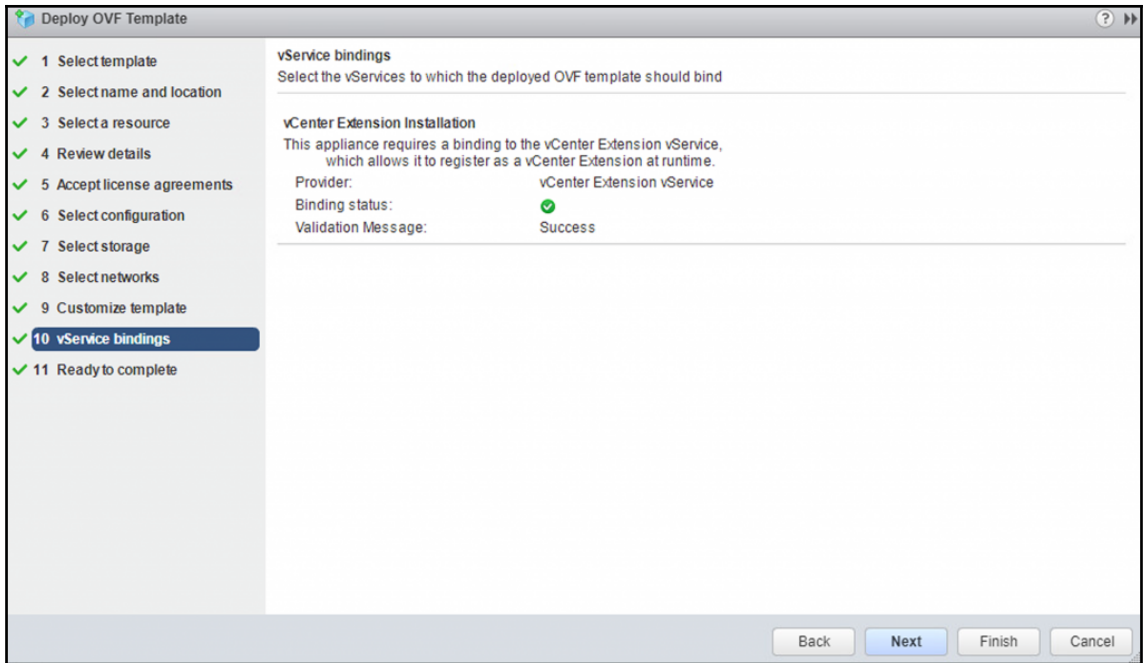 Deploy OVF Template
?
1 Select template
2 Select name and location
3 Select a resource
4 Review details
5 Accept license agreements
6 Select configuration
7 Select storage
8 Select networks
9 Customize template
10 vService bindings
11 Ready to complete
vService bindings
Select the vServices to which the deployed OVF template should bind
vCenter Extension Installation
This appliance requires a binding to the vCenter Extension vService,
which allows it to register as a vCenter Extension at runtime.
Provider: vCenter Extension vService
Binding status:
Validation Message: Success
Back Next Finish Cancel